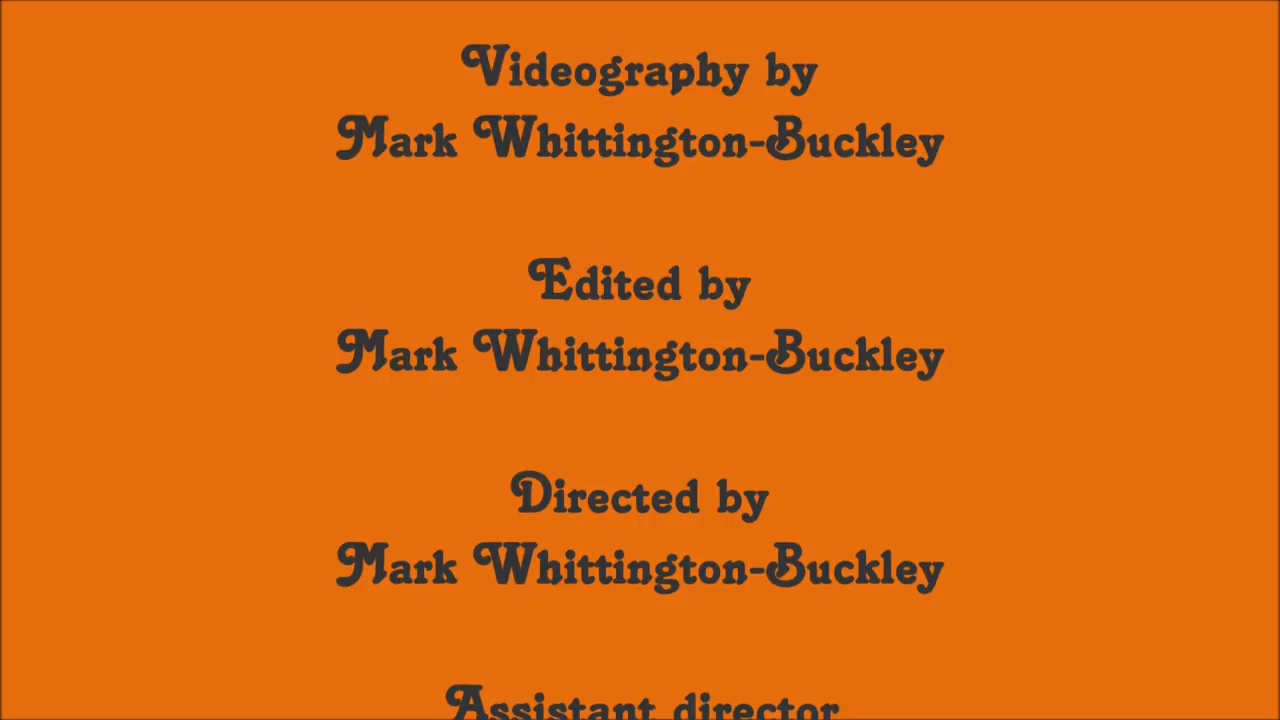 Videography by
Mark Whittington-Buckley
Edited by
Mark Whittington-Buckley
Directed by
Mark Whittington-Buckley
Assistant director